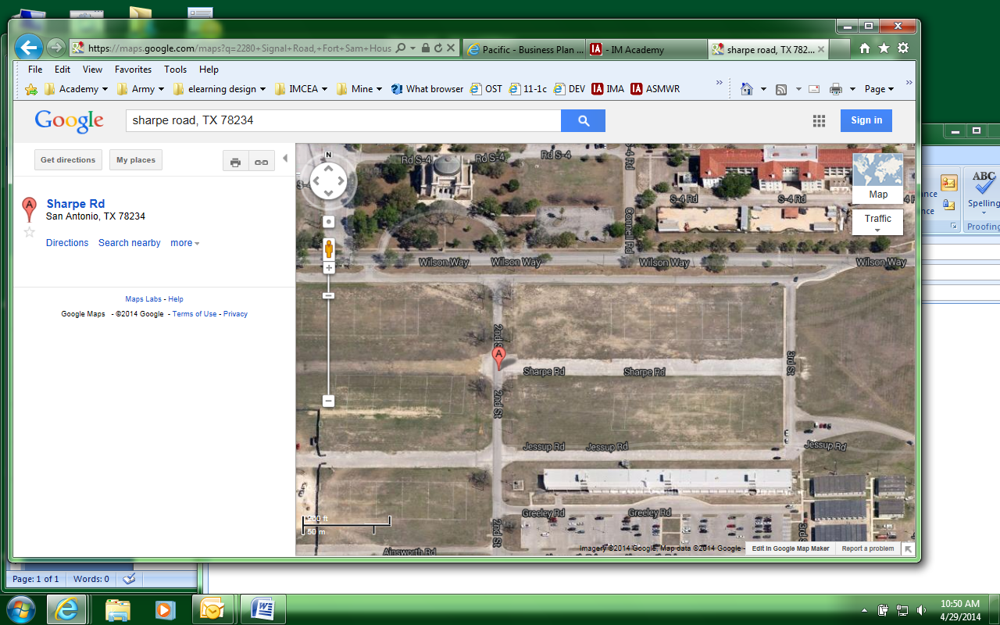 https://maps.google.com/maps?q=2280+Signal+Road,+Fort+Sam+Hous
Pacific - Business Plan ...
IA - IM Academy
sharpe road, TX 782...
File Edit View Favorites Tools Help
Academy Army elearning design IMCEA Mine What browser OST 11-1c DEV IA IMA IA ASMWR » Page »
Google
sharpe road, TX 78234
Sign in
Get directions My places
A
Sharpe Rd
San Antonio, TX 78234
Directions Search nearby more
Maps Labs - Help
Google Maps - ©2014 Google - Terms of Use - Privacy
N
Rd S-4 Rd S-4 Rd S-4
S-4 Rd
S-4 Rd S-4 Rd
Connell Rd
Map
Traffic
Wilson Way Wilson Way Wilson Way Wilson Way
2nd S
A
Sharpe Rd Sharpe Rd
3rd St
2nd St
Jessup Rd Jessup Rd Jessup Rd
Greeley Rd Greeley Rd
2nd St
3rd S
200 ft
50 m
Ainsworth Rd
Imagery ©2014 Google, Map data ©2014 Google -
Edit in Google Map Maker Report a problem
ance
nce
ABC
Spelling
Proofing
Page: 1 of 1 Words: 0
10:50 AM
4/29/2014